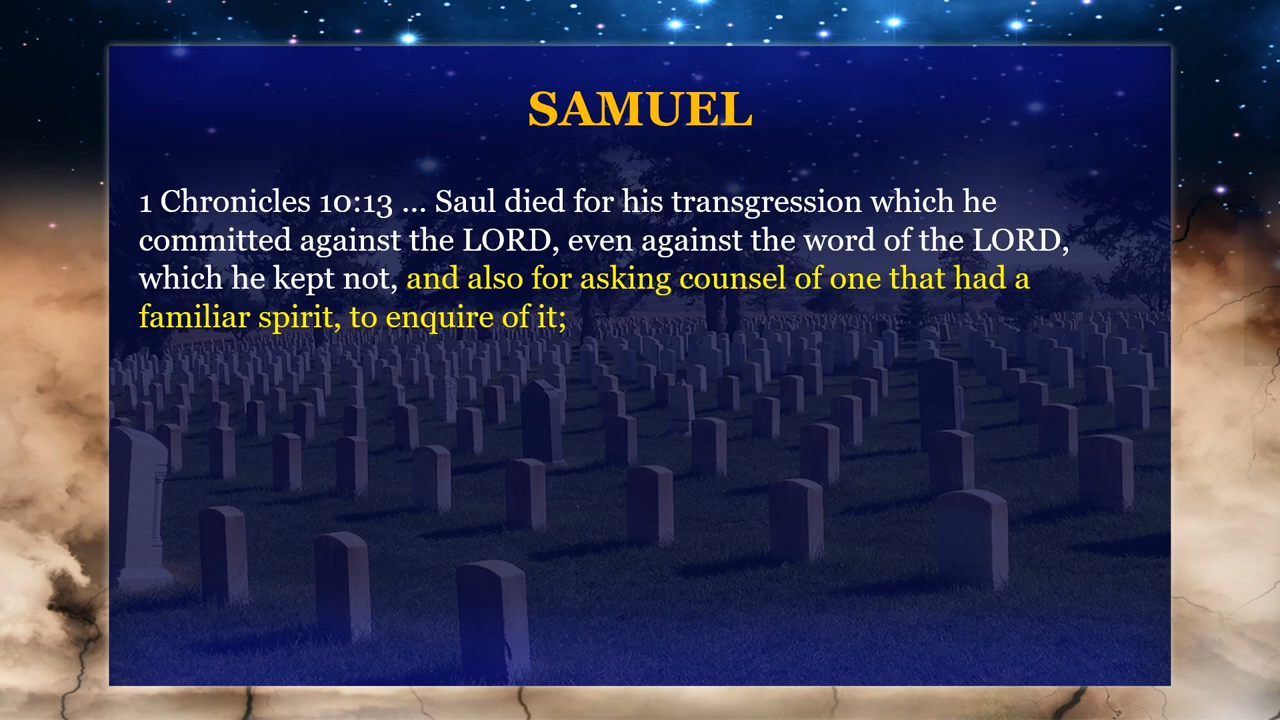 SAMUEL
1 Chronicles 10:13 ... Saul died for his transgression which he
committed against the LORD, even against the word of the LORD,
which he kept not, and also for asking counsel of one that had a
familiar spirit, to enquire of it;